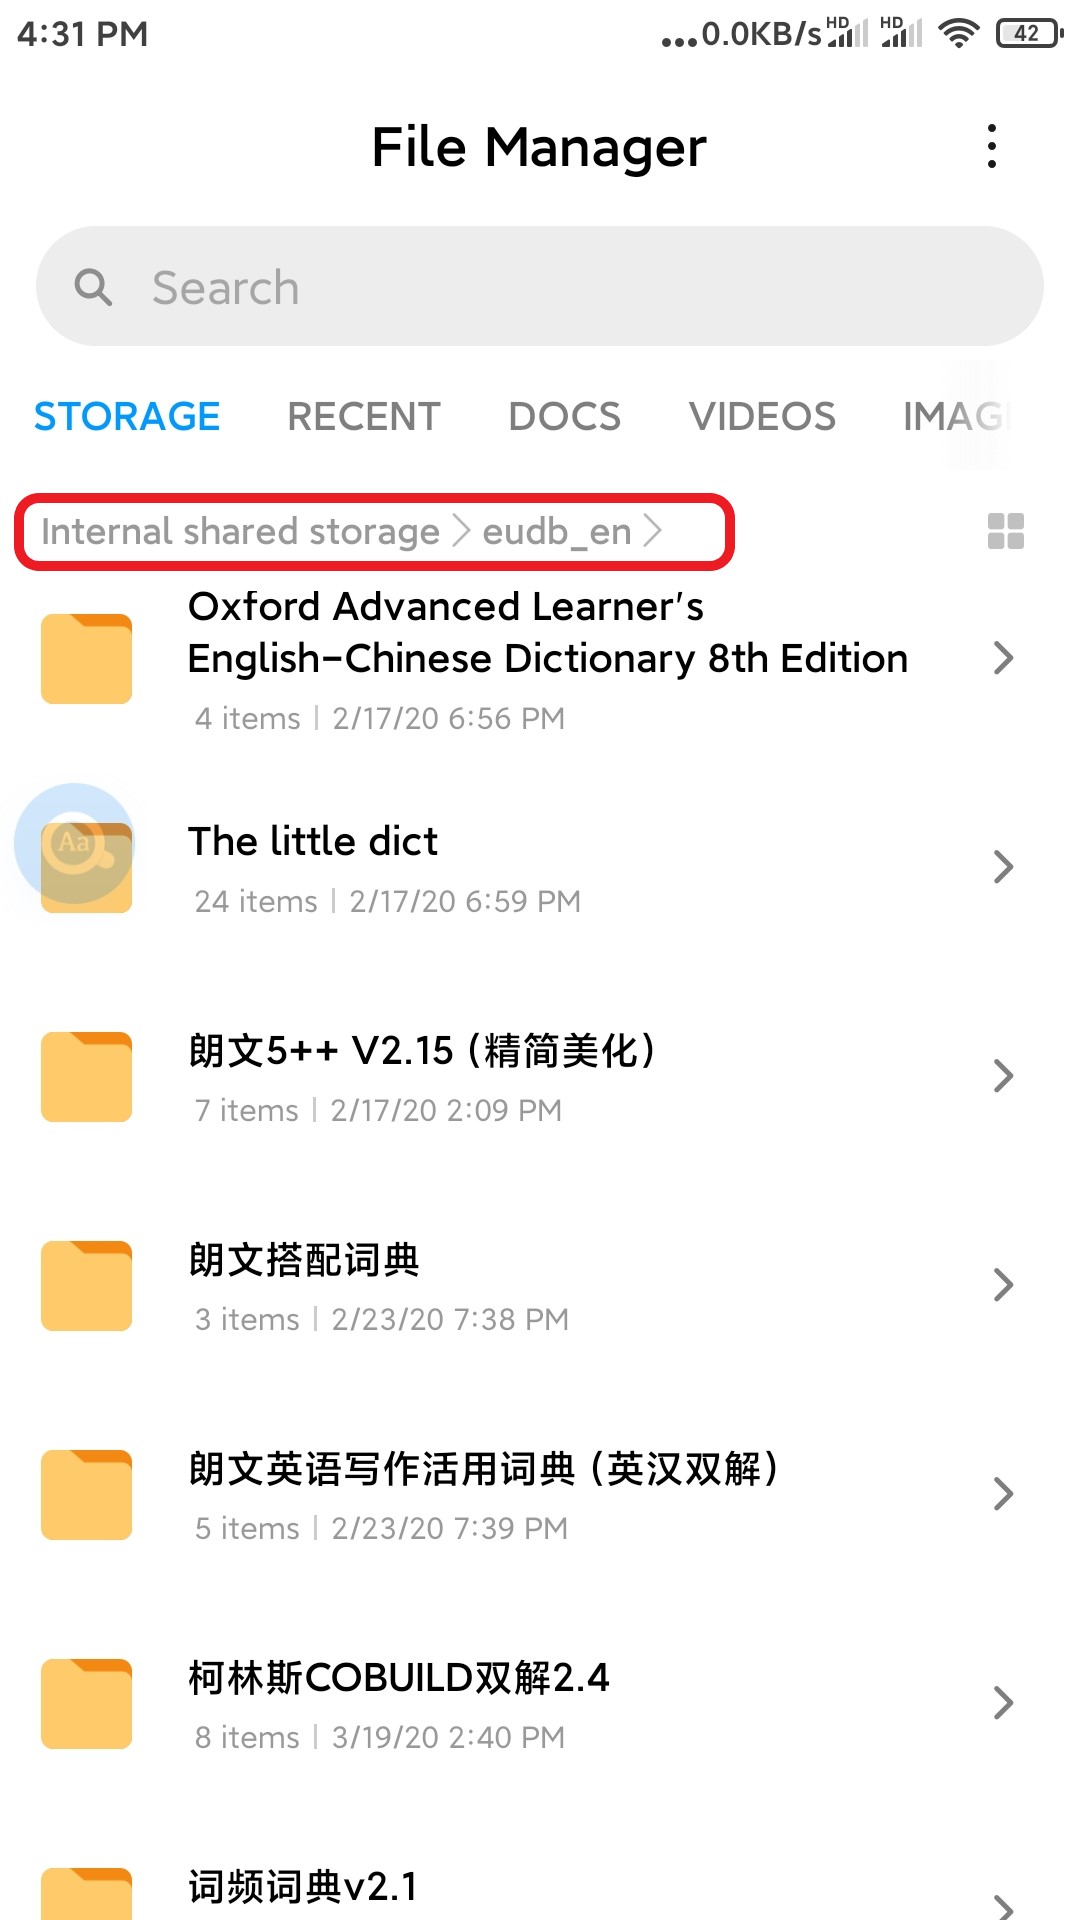 4:31 PM
...0.0KB/s HD HD 42
File Manager
Search
STORAGE RECENT DOCS VIDEOS IMAG
Internal shared storage > eudb_en >
Oxford Advanced Learner's
English-Chinese Dictionary 8th Edition
4 items | 2/17/20 6:56 PM
Aa
The little dict
24 items | 2/17/20 6:59 PM
朗文5++ V2.15 (精简美化)
7 items | 2/17/20 2:09 PM
朗文搭配词典
3 items | 2/23/20 7:38 PM
朗文英语写作活用词典 (英汉双解)
5 items | 2/23/20 7:39 PM
柯林斯COBUILD双解2.4
8 items | 3/19/20 2:40 PM
词频词典v2.1